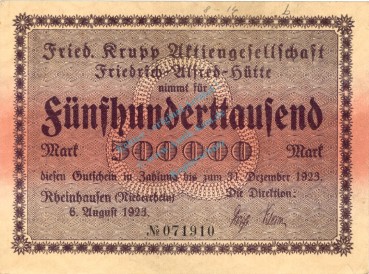 Fried. Krupp Aktiengesellschaft
Friedrich-Alfred-Hütte
nimmt für
Fünfhunderttausend
Mark 500000 Mark
diesen Gutschein in Zahlung bis zum 31. Dezember 1923.
Rheinhausen (Niederrhein)
6. August 1923.
Die Direktion:
№ 071910